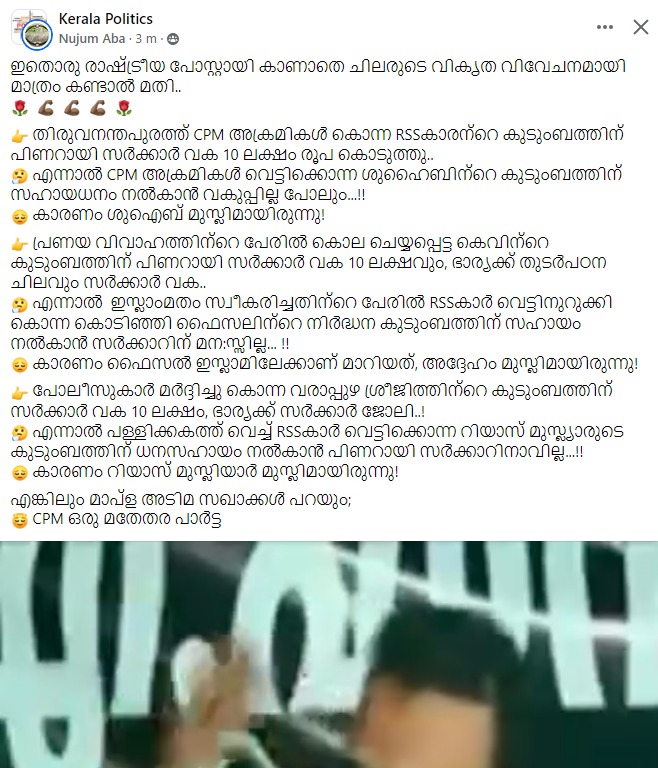 Kerala Politics
Nujum Aba · 3 m ·
ഇതൊരു രാഷ്ട്രീയ പോസ്റ്റായി കാണാതെ ചിലരുടെ വികൃത വിവേചനമായി
മാത്രം കണ്ടാൽ മതി..
🌹 💪🏾 💪🏾 💪🏾 🌹
👉 തിരുവനന്തപുരത്ത് CPM അക്രമികൾ കൊന്ന RSSകാരൻ്റെ കുടുംബത്തിന്
പിണറായി സർക്കാർ വക 10 ലക്ഷം രൂപ കൊടുത്തു..
🤔 എന്നാൽ CPM അക്രമികൾ വെട്ടിക്കൊന്ന ശുഹൈബിൻ്റെ കുടുംബത്തിന്
സഹായധനം നൽകാൻ വകുപ്പില്ല പോലും...!!
😔 കാരണം ശുഐബ് മുസ്ലിമായിരുന്നു!
👉 പ്രണയ വിവാഹത്തിൻ്റെ പേരിൽ കൊല ചെയ്യപ്പെട്ട കെവിൻ്റെ
കുടുംബത്തിന് പിണറായി സർക്കാർ വക 10 ലക്ഷവും, ഭാര്യക്ക് തുടർപഠന
ചിലവും സർക്കാർ വക..
🤔 എന്നാൽ ഇസ്ലാംമതം സ്വീകരിച്ചതിൻ്റെ പേരിൽ RSSകാർ വെട്ടിനുറുക്കി
കൊന്ന കൊടിഞ്ഞി ഫൈസലിൻ്റെ നിർദ്ധന കുടുംബത്തിന് സഹായം
നൽകാൻ സർക്കാറിന് മന:സ്സില്ല... !!
😔 കാരണം ഫൈസൽ ഇസ്ലാമിലേക്കാണ് മാറിയത്, അദ്ദേഹം മുസ്ലിമായിരുന്നു!
👉 പോലീസുകാർ മർദ്ദിച്ചു കൊന്ന വരാപ്പുഴ ശ്രീജിത്തിൻ്റെ കുടുംബത്തിന്
സർക്കാർ വക 10 ലക്ഷം, ഭാര്യക്ക് സർക്കാർ ജോലി..!
🤔 എന്നാൽ പള്ളിക്കകത്ത് വെച്ച് RSSകാർ വെട്ടിക്കൊന്ന റിയാസ് മുസ്ല്യാരുടെ
കുടുംബത്തിന് ധനസഹായം നൽകാൻ പിണറായി സർക്കാറിനാവില്ല...!!
😔 കാരണം റിയാസ് മുസ്ലിയാർ മുസ്ലിമായിരുന്നു!
എങ്കിലും മാപ്ള അടിമ സഖാക്കൾ പറയും;
😇 CPM ഒരു മതേതര പാർട്ട